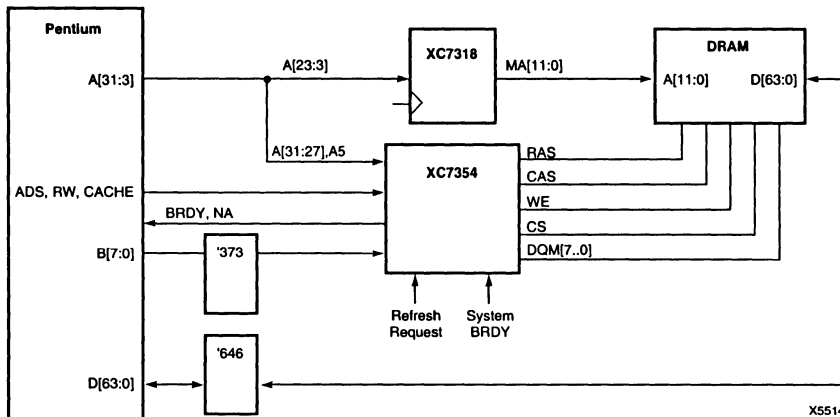 Pentium
XC7318
DRAM
A[31:3]
A[23:3]
MA[11:0]
A[11:0]
D[63:0]
A[31:27],A5
XC7354
RAS
CAS
ADS, RW, CACHE
WE
BRDY, NA
CS
B[7:0]
'373
DQM[7..0]
Refresh
Request
System
BRDY
'646
D[63:0]